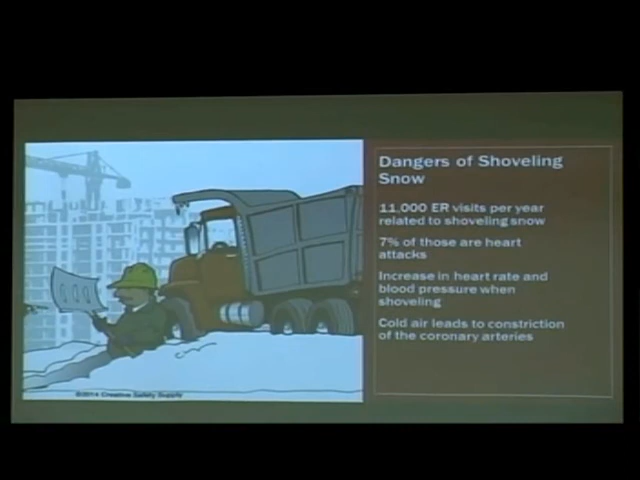 Dangers of Shoveling
Snow
11,000 ER visits per year
related to shoveling snow
7% of those are heart
attacks
Increase in heart rate and
blood pressure when
shoveling
Cold air leads to constriction
of the coronary arteries
©2014 Creative Safety Supply